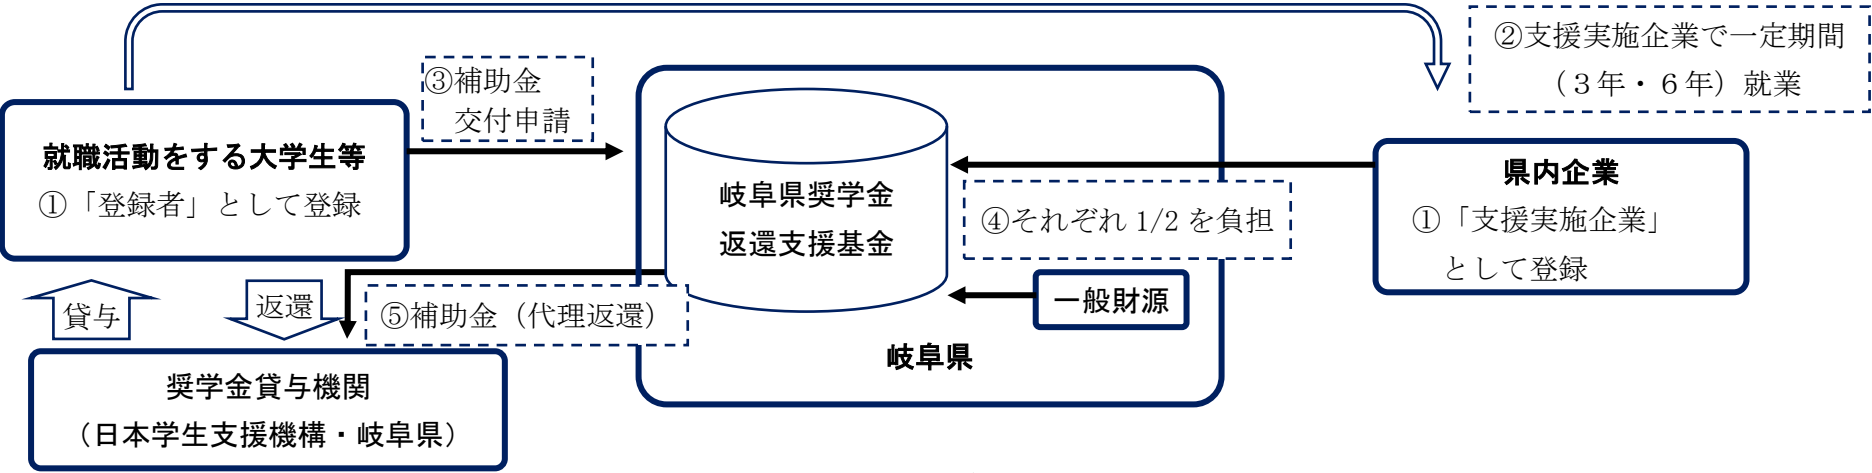 ②支援実施企業で一定期間
（３年・６年）就業
③補助金
交付申請
就職活動をする大学生等
①「登録者」として登録
岐阜県奨学金
返還支援基金
④それぞれ 1/2 を負担
県内企業
①「支援実施企業」
として登録
一般財源
岐阜県
貸与
返還
⑤補助金（代理返還）
奨学金貸与機関
（日本学生支援機構・岐阜県）